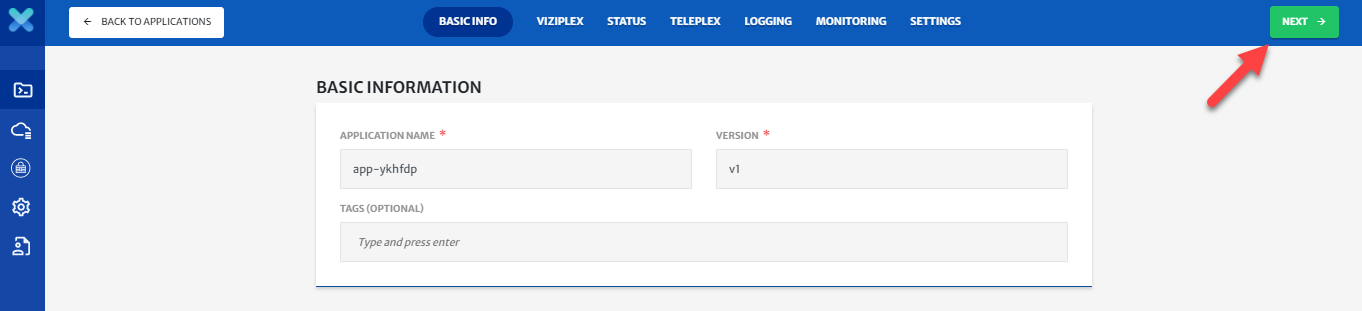 BACK TO APPLICATIONS BASIC INFO VIZIPLEX STATUS TELEPLEX LOGGING MONITORING SETTINGS NEXT
BASIC INFORMATION
APPLICATION NAME * VERSION *
app-ykhfdp v1
TAGS (OPTIONAL)
Type and press enter